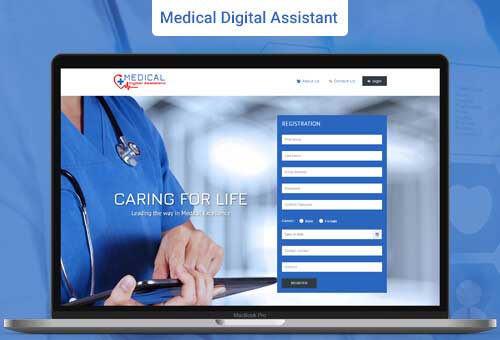 Medical Digital Assistant
MEDICAL
Digital Assistant
About Us
Contact Us
login
REGISTRATION
First Name
Last Name
Email Address
Password
Confirm Password
Gender: Male Female
Date of Birth
Contact number
Address
REGISTER
CARING FOR LIFE
Leading the way in Medical Excellence
MacBook Pro